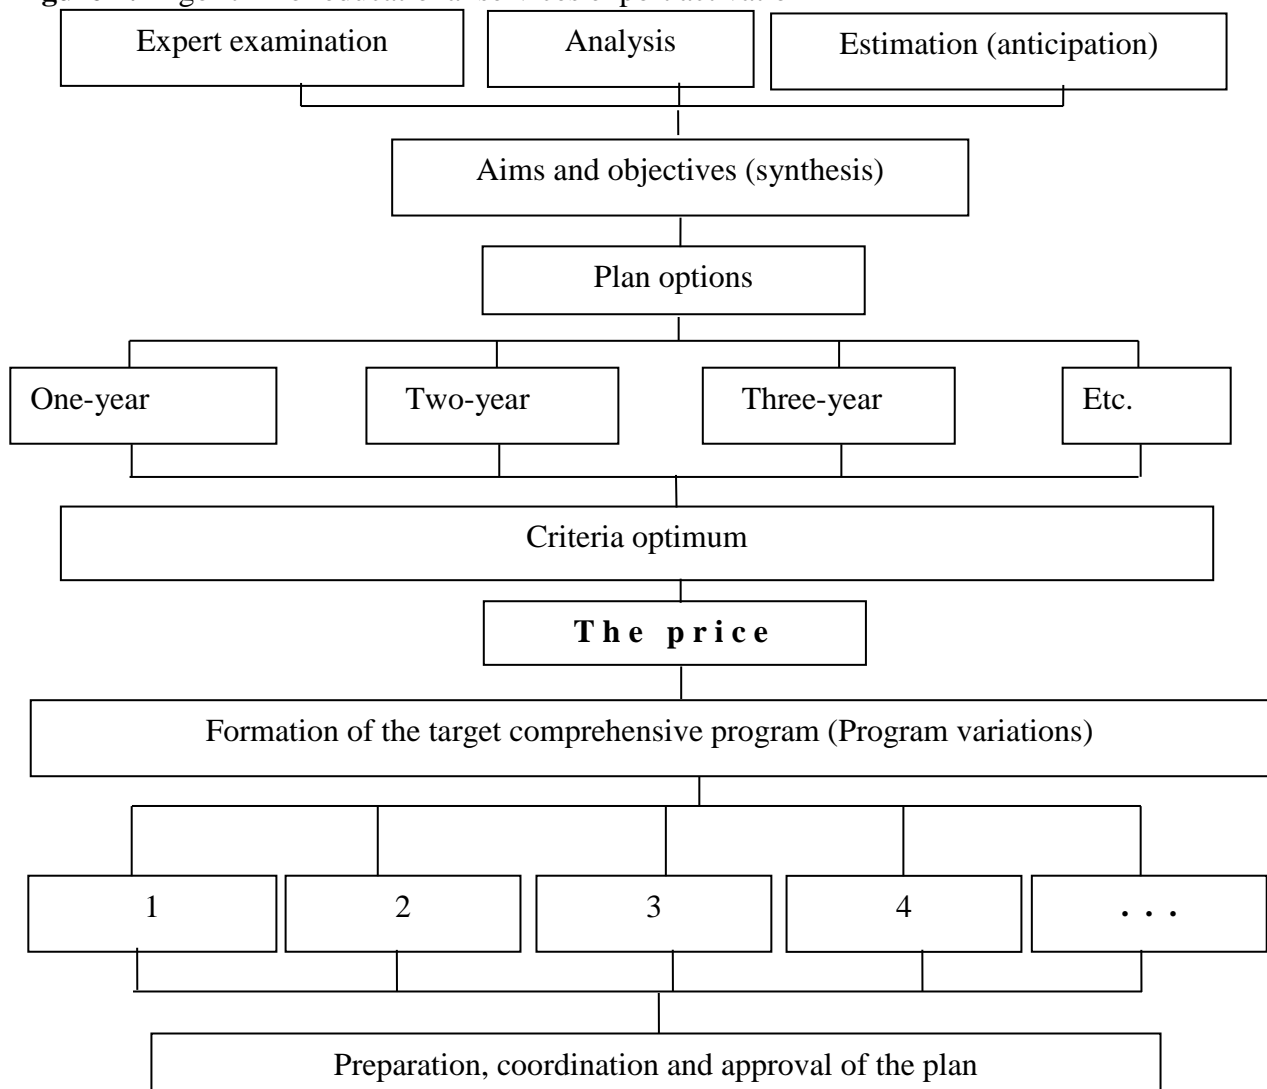 Expert examination
Analysis
Estimation (anticipation)
Aims and objectives (synthesis)
Plan options
One-year
Two-year
Three-year
Etc.
Criteria optimum
The price
Formation of the target comprehensive program (Program variations)
1
2
3
4
...
Preparation, coordination and approval of the plan